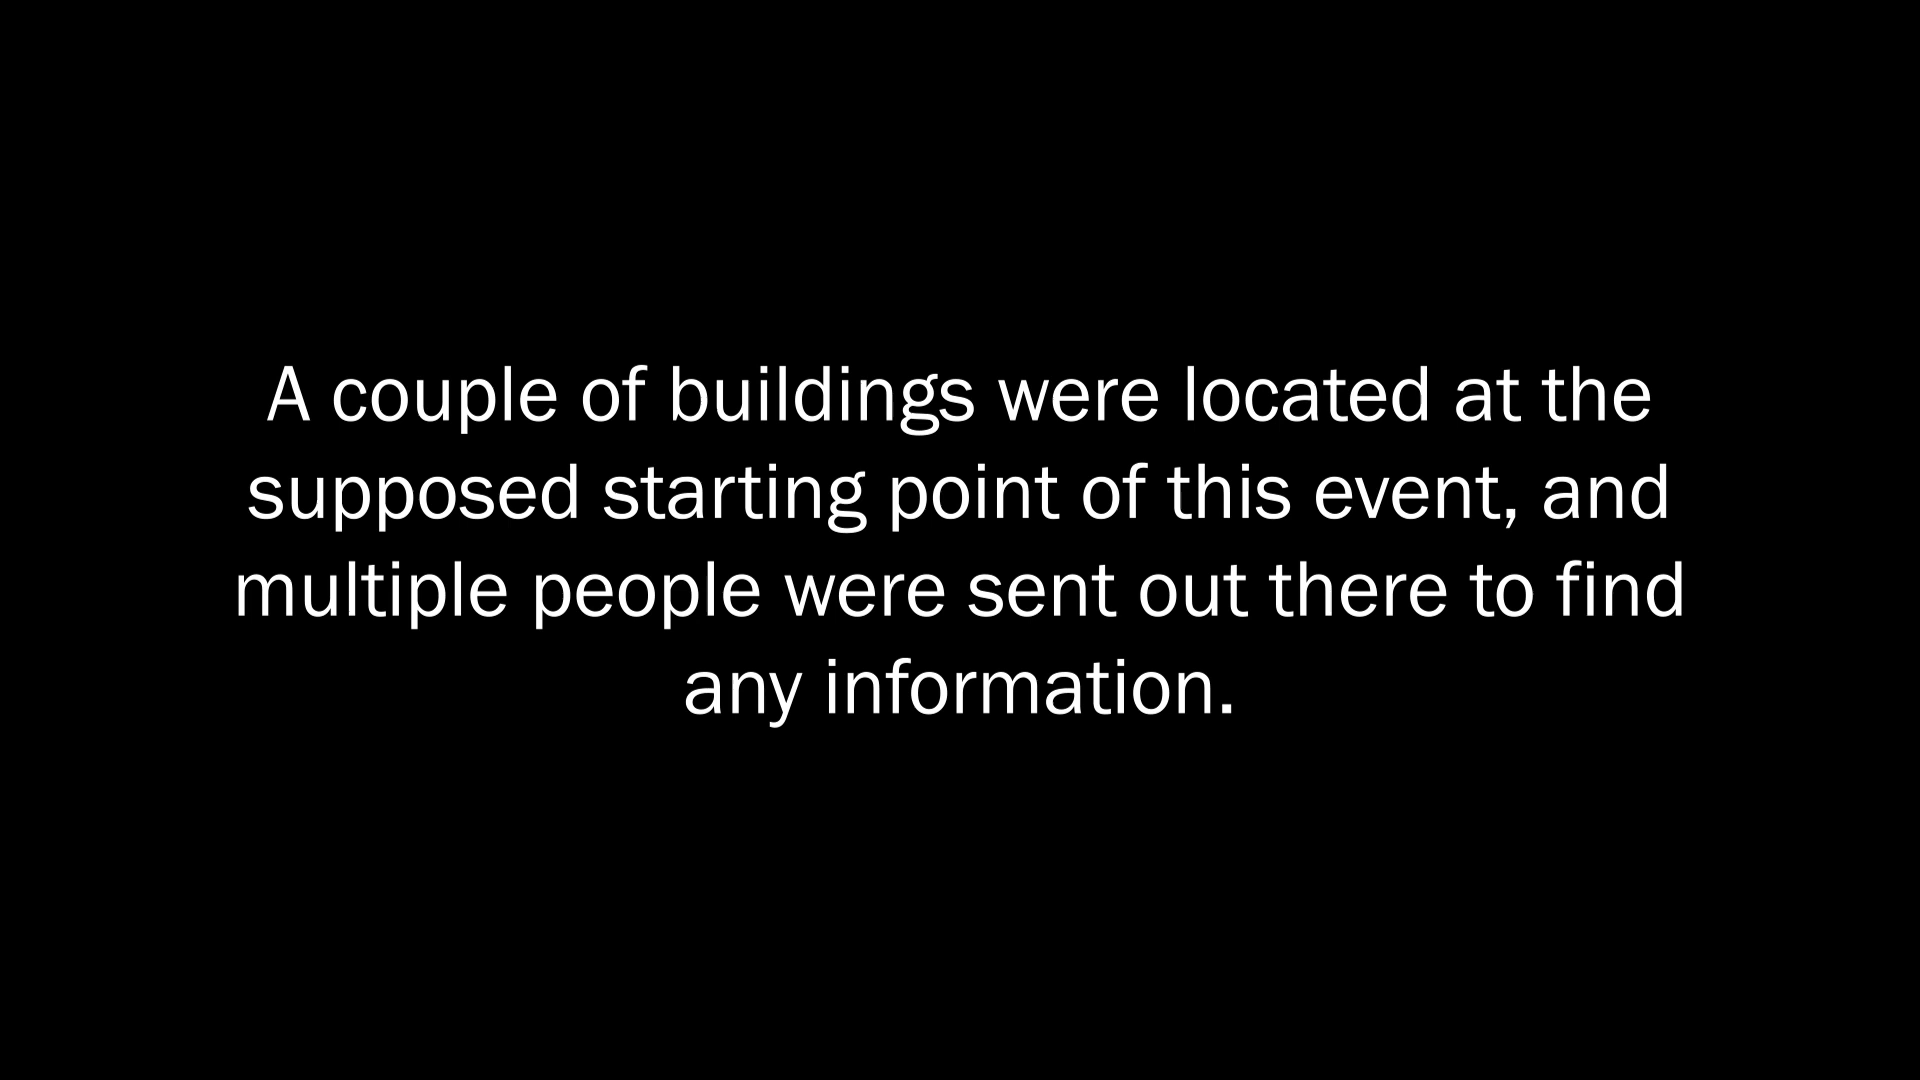 A couple of buildings were located at the
supposed starting point of this event, and
multiple people were sent out there to find
any information.